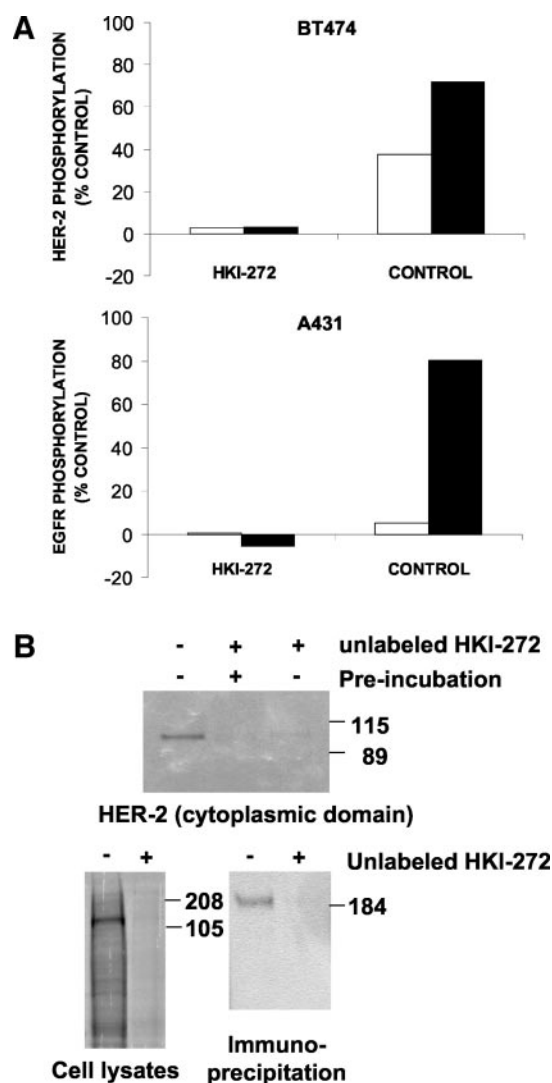 A
BT474
HER-2 PHOSPHORYLATION
(% CONTROL)
100
80
60
40
20
0
-20
HKI-272
CONTROL
A431
EGFR PHOSPHORYLATION
(% CONTROL)
100
80
60
40
20
0
-20
HKI-272
CONTROL
B
- + + unlabeled HKI-272
- + - Pre-incubation
115
89
HER-2 (cytoplasmic domain)
- + - + Unlabeled HKI-272
208
105
184
Cell lysates
Immuno-
precipitation